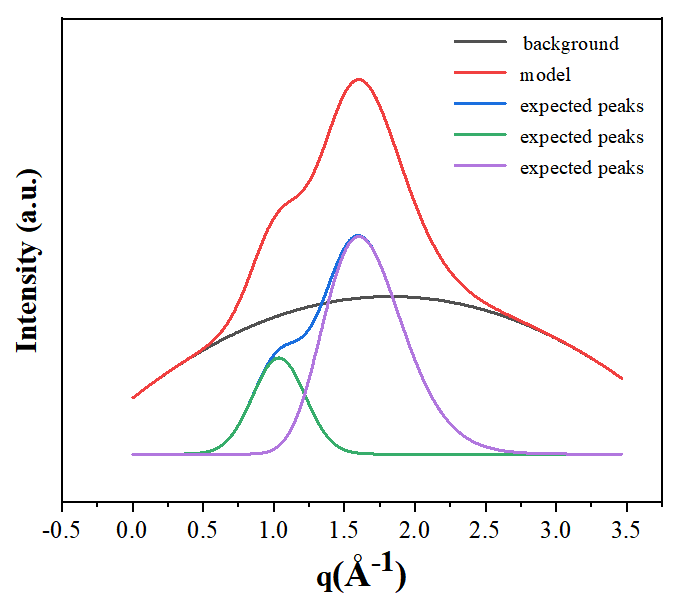 background
model
expected peaks
expected peaks
expected peaks
Intensity (a.u.)
-0.5 0.0 0.5 1.0 1.5 2.0 2.5 3.0 3.5
q(Å⁻¹)